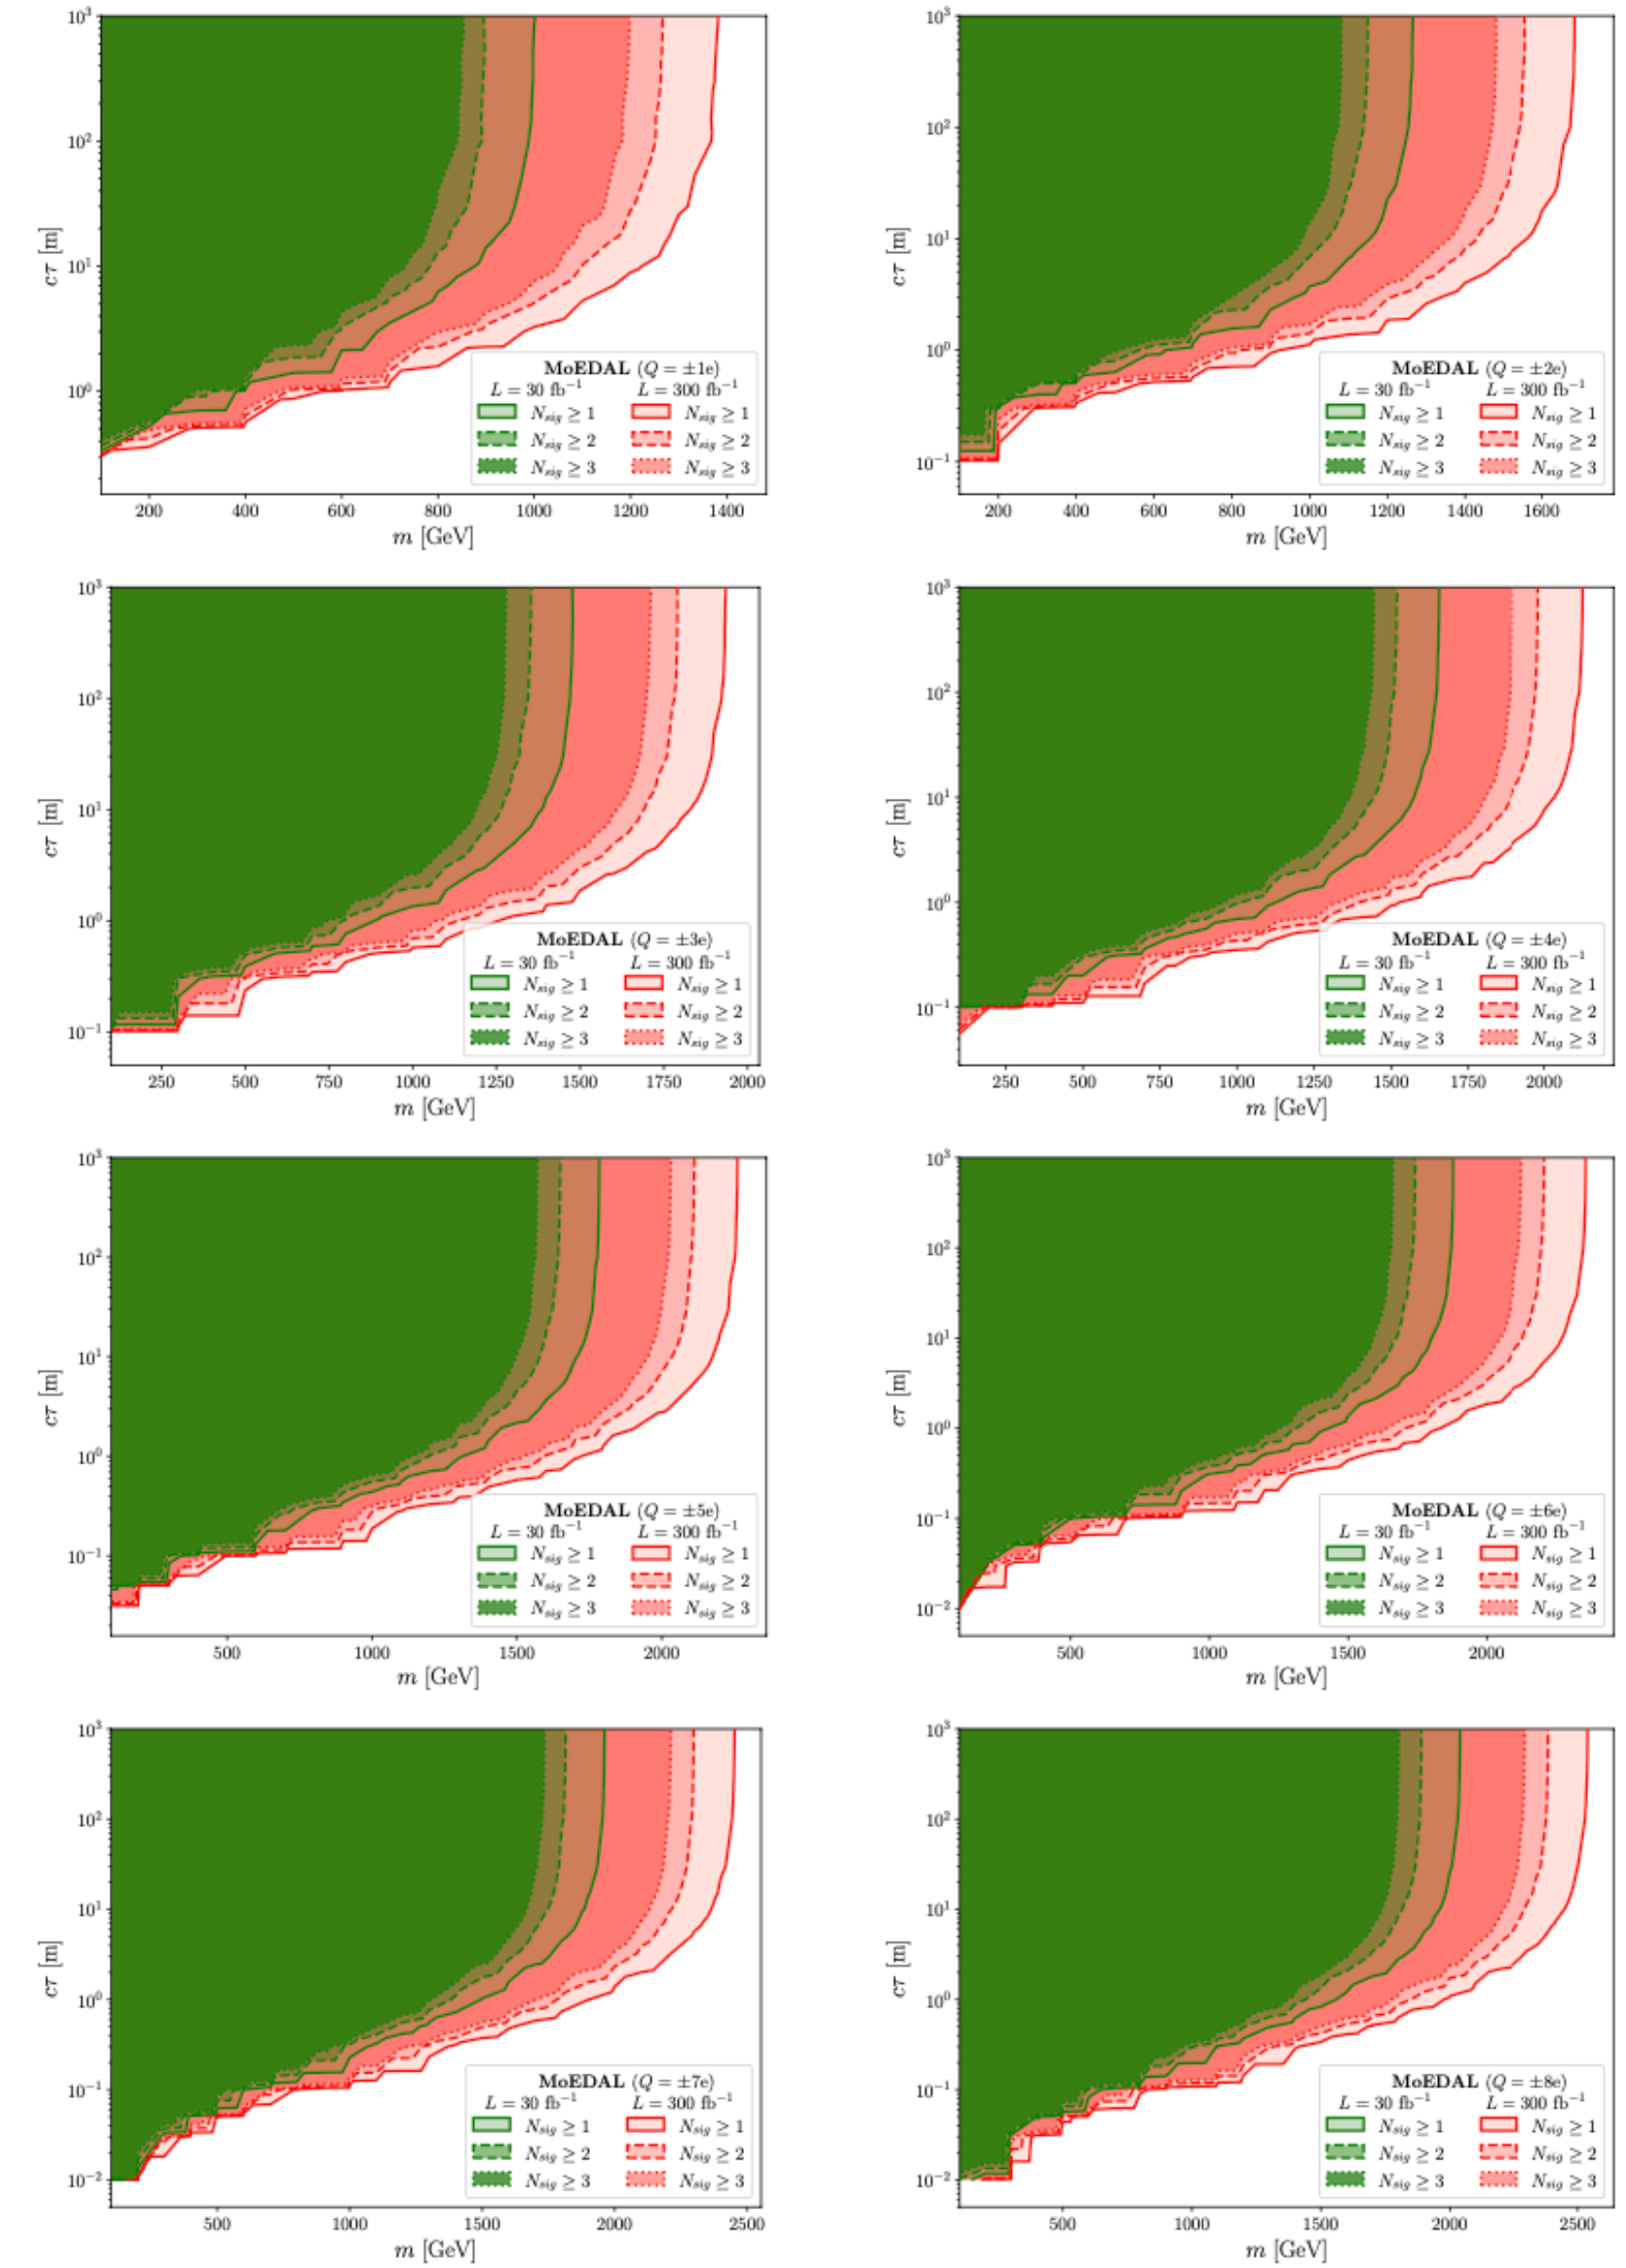 10³
10²
10¹
10⁰
cτ [m]
MoEDAL (Q = ±1e)
L = 30 fb⁻¹ L = 300 fb⁻¹
N_sig ≥ 1 N_sig ≥ 1
N_sig ≥ 2 N_sig ≥ 2
N_sig ≥ 3 N_sig ≥ 3
200 400 600 800 1000 1200 1400
m [GeV]
10³
10²
10¹
10⁰
10⁻¹
cτ [m]
MoEDAL (Q = ±2e)
L = 30 fb⁻¹ L = 300 fb⁻¹
N_sig ≥ 1 N_sig ≥ 1
N_sig ≥ 2 N_sig ≥ 2
N_sig ≥ 3 N_sig ≥ 3
200 400 600 800 1000 1200 1400 1600
m [GeV]
10³
10²
10¹
10⁰
10⁻¹
cτ [m]
MoEDAL (Q = ±3e)
L = 30 fb⁻¹ L = 300 fb⁻¹
N_sig ≥ 1 N_sig ≥ 1
N_sig ≥ 2 N_sig ≥ 2
N_sig ≥ 3 N_sig ≥ 3
250 500 750 1000 1250 1500 1750 2000
m [GeV]
10³
10²
10¹
10⁰
10⁻¹
cτ [m]
MoEDAL (Q = ±4e)
L = 30 fb⁻¹ L = 300 fb⁻¹
N_sig ≥ 1 N_sig ≥ 1
N_sig ≥ 2 N_sig ≥ 2
N_sig ≥ 3 N_sig ≥ 3
250 500 750 1000 1250 1500 1750 2000
m [GeV]
10³
10²
10¹
10⁰
10⁻¹
cτ [m]
MoEDAL (Q = ±5e)
L = 30 fb⁻¹ L = 300 fb⁻¹
N_sig ≥ 1 N_sig ≥ 1
N_sig ≥ 2 N_sig ≥ 2
N_sig ≥ 3 N_sig ≥ 3
500 1000 1500 2000
m [GeV]
10³
10²
10¹
10⁰
10⁻¹
10⁻²
cτ [m]
MoEDAL (Q = ±6e)
L = 30 fb⁻¹ L = 300 fb⁻¹
N_sig ≥ 1 N_sig ≥ 1
N_sig ≥ 2 N_sig ≥ 2
N_sig ≥ 3 N_sig ≥ 3
500 1000 1500 2000
m [GeV]
10³
10²
10¹
10⁰
10⁻¹
10⁻²
cτ [m]
MoEDAL (Q = ±7e)
L = 30 fb⁻¹ L = 300 fb⁻¹
N_sig ≥ 1 N_sig ≥ 1
N_sig ≥ 2 N_sig ≥ 2
N_sig ≥ 3 N_sig ≥ 3
500 1000 1500 2000 2500
m [GeV]
10³
10²
10¹
10⁰
10⁻¹
10⁻²
cτ [m]
MoEDAL (Q = ±8e)
L = 30 fb⁻¹ L = 300 fb⁻¹
N_sig ≥ 1 N_sig ≥ 1
N_sig ≥ 2 N_sig ≥ 2
N_sig ≥ 3 N_sig ≥ 3
500 1000 1500 2000 2500
m [GeV]